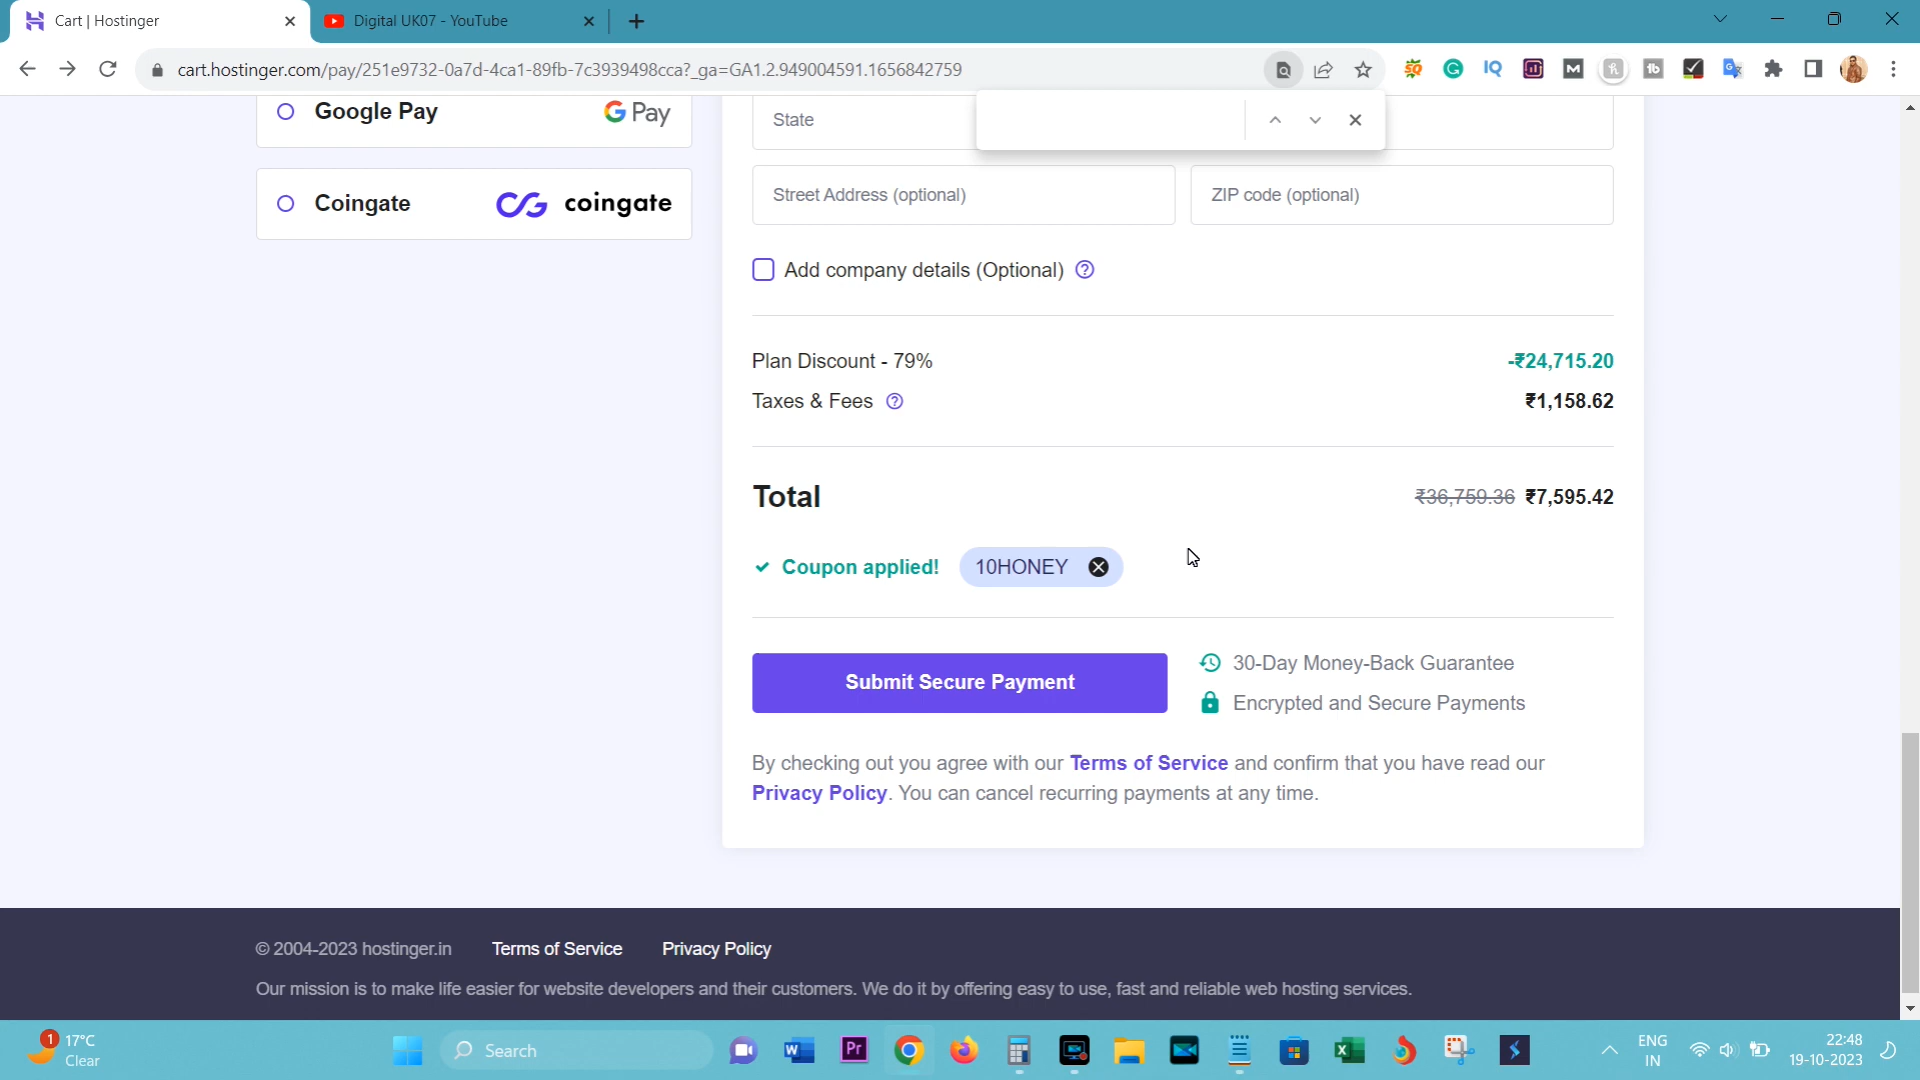 Cart | Hostinger
Digital UK07 - YouTube
cart.hostinger.com/pay/251e9732-0a7d-4ca1-89fb-7c3939498cca?_ga=GA1.2.949004591.1656842759
Google Pay
G Pay
State
Coingate
coingate
Street Address (optional)
ZIP code (optional)
Add company details (Optional)
Plan Discount - 79%
-₹24,715.20
Taxes & Fees
₹1,158.62
Total
₹36,759.36 ₹7,595.42
Coupon applied!
10HONEY
Submit Secure Payment
30-Day Money-Back Guarantee
Encrypted and Secure Payments
By checking out you agree with our Terms of Service and confirm that you have read our
Privacy Policy. You can cancel recurring payments at any time.
© 2004-2023 hostinger.in
Terms of Service
Privacy Policy
Our mission is to make life easier for website developers and their customers. We do it by offering easy to use, fast and reliable web hosting services.
1
17°C
Clear
Search
Pr
ENG
IN
22:48
19-10-2023